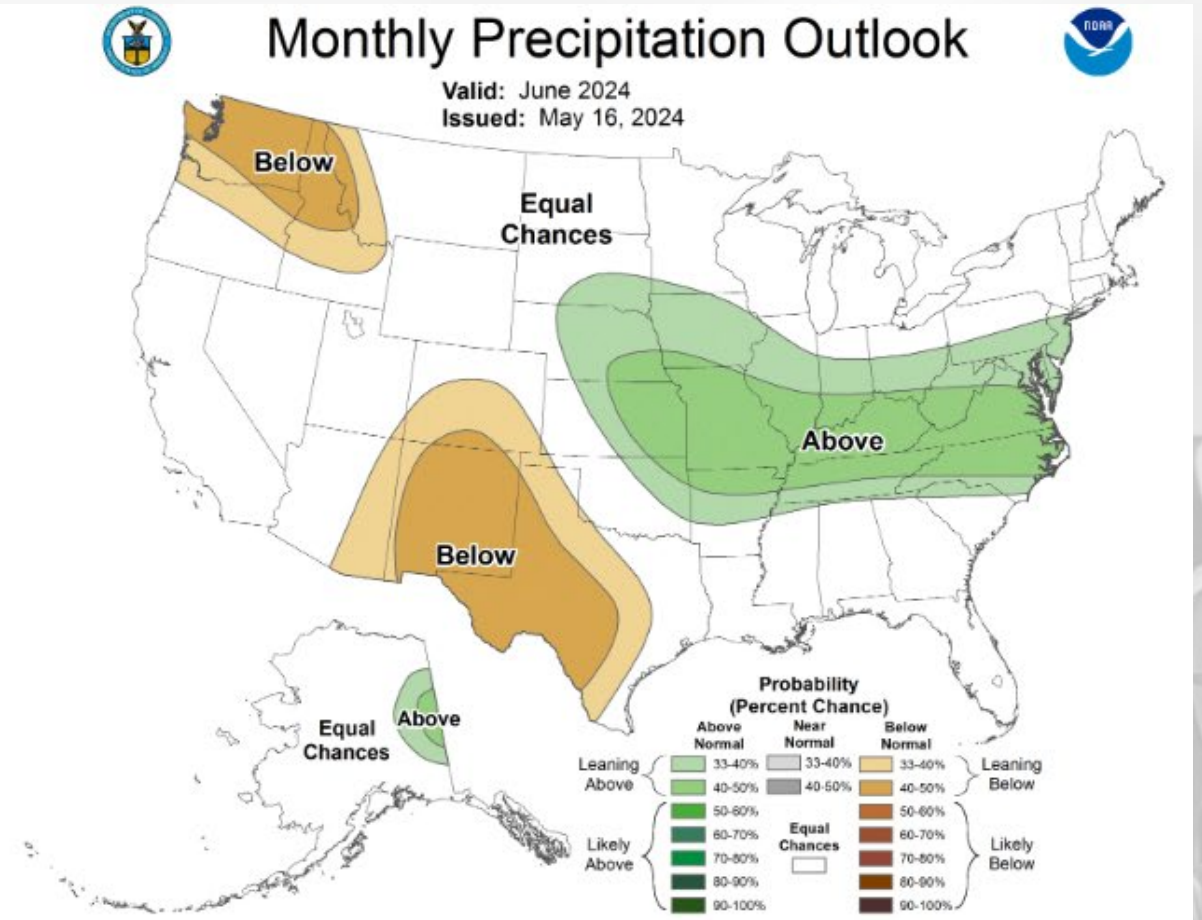 NOAA
Monthly Precipitation Outlook
Valid: June 2024
Issued: May 16, 2024
Below
Equal
Chances
Above
Below
Above
Equal
Chances
Probability
(Percent Chance)
Above
Normal
Near
Normal
Below
Normal
Leaning
Above
33-40% 33-40% 33-40%
40-50% 40-50% 40-50%
Leaning
Below
Likely
Above
50-60% 50-60%
60-70% 60-70%
70-80% 70-80%
80-90% 80-90%
90-100% 90-100%
Equal
Chances
Likely
Below